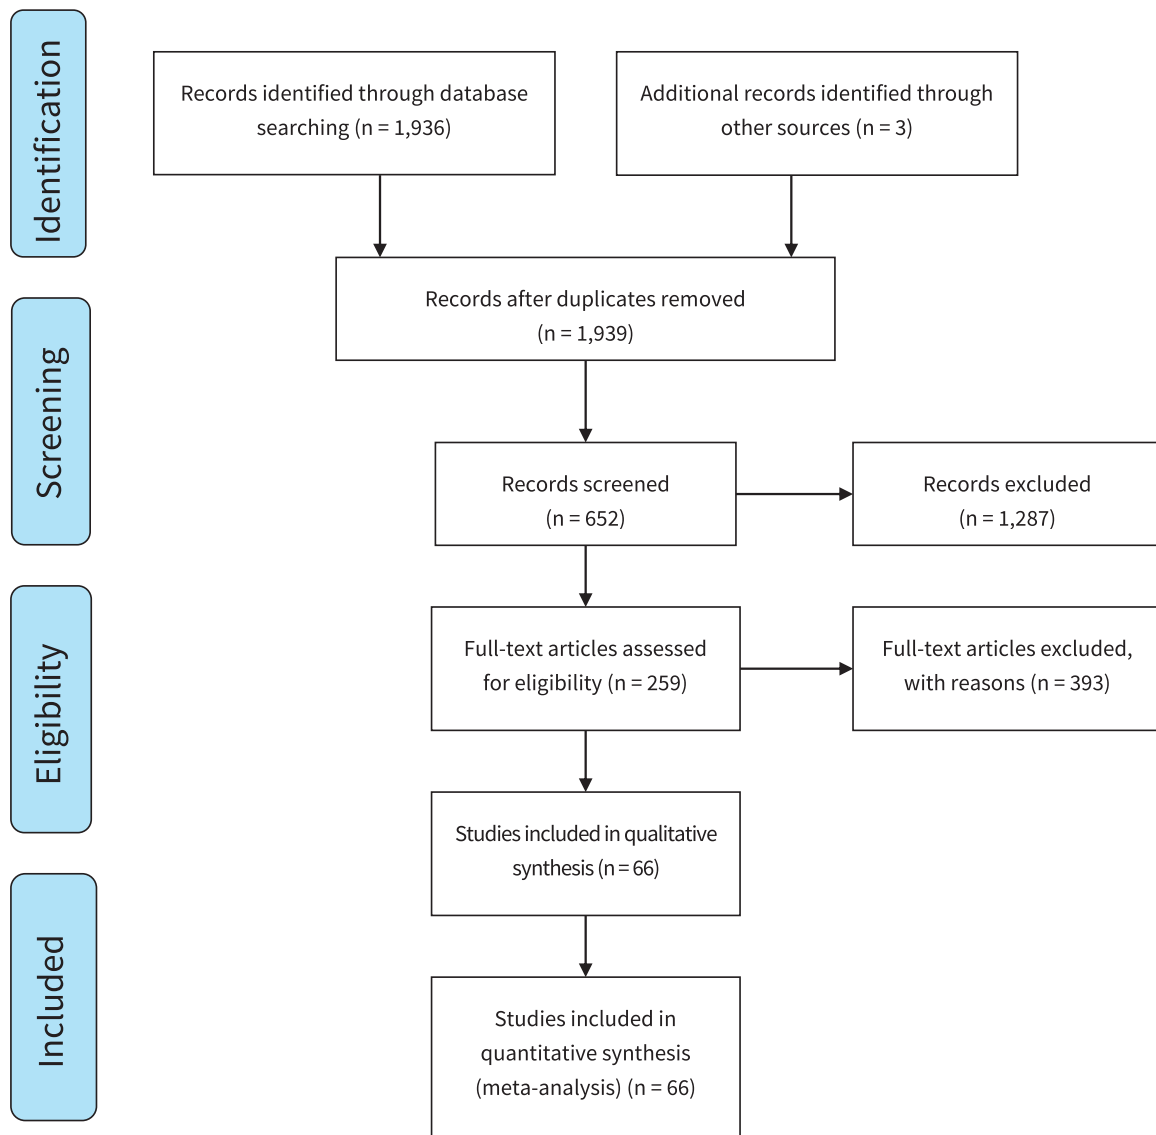 Identification
Records identified through database
searching (n = 1,936)
Additional records identified through
other sources (n = 3)
Records after duplicates removed
(n = 1,939)
Screening
Records screened
(n = 652)
Records excluded
(n = 1,287)
Eligibility
Full-text articles assessed
for eligibility (n = 259)
Full-text articles excluded,
with reasons (n = 393)
Studies included in qualitative
synthesis (n = 66)
Included
Studies included in
quantitative synthesis
(meta-analysis) (n = 66)